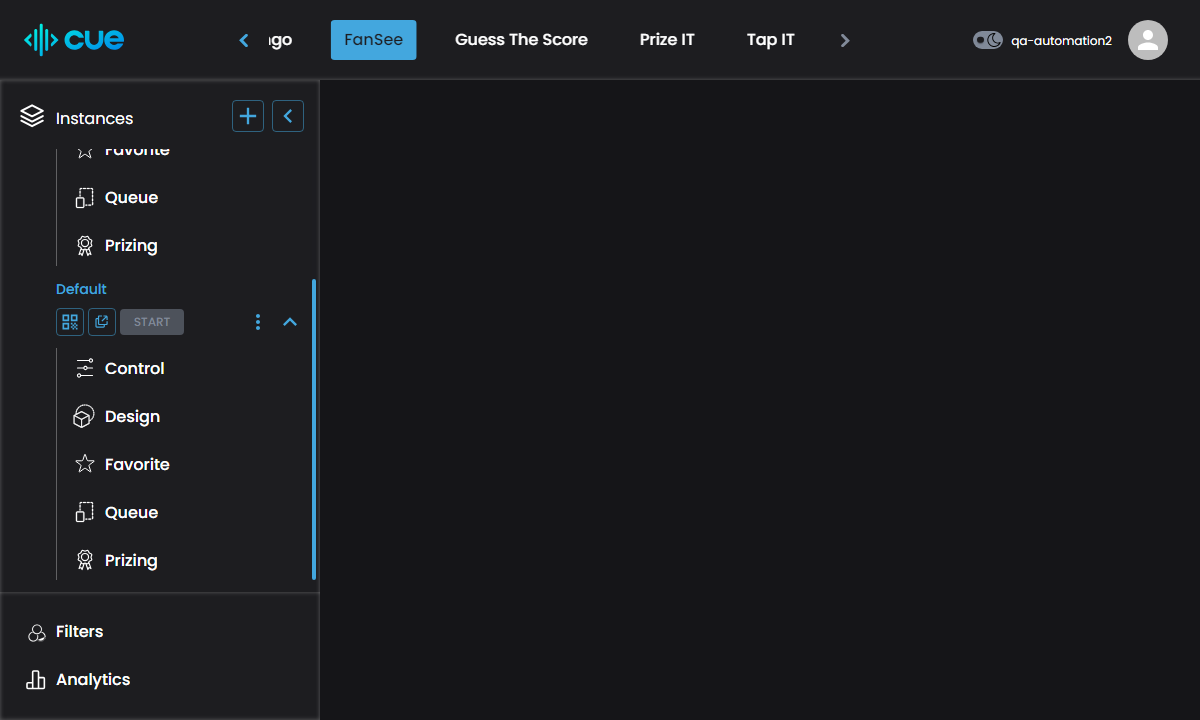 cue
FanSee
Guess The Score
Prize IT
Tap IT
qa-automation2
Instances
Favorite
Queue
Prizing
Default
START
Control
Design
Favorite
Queue
Prizing
Filters
Analytics